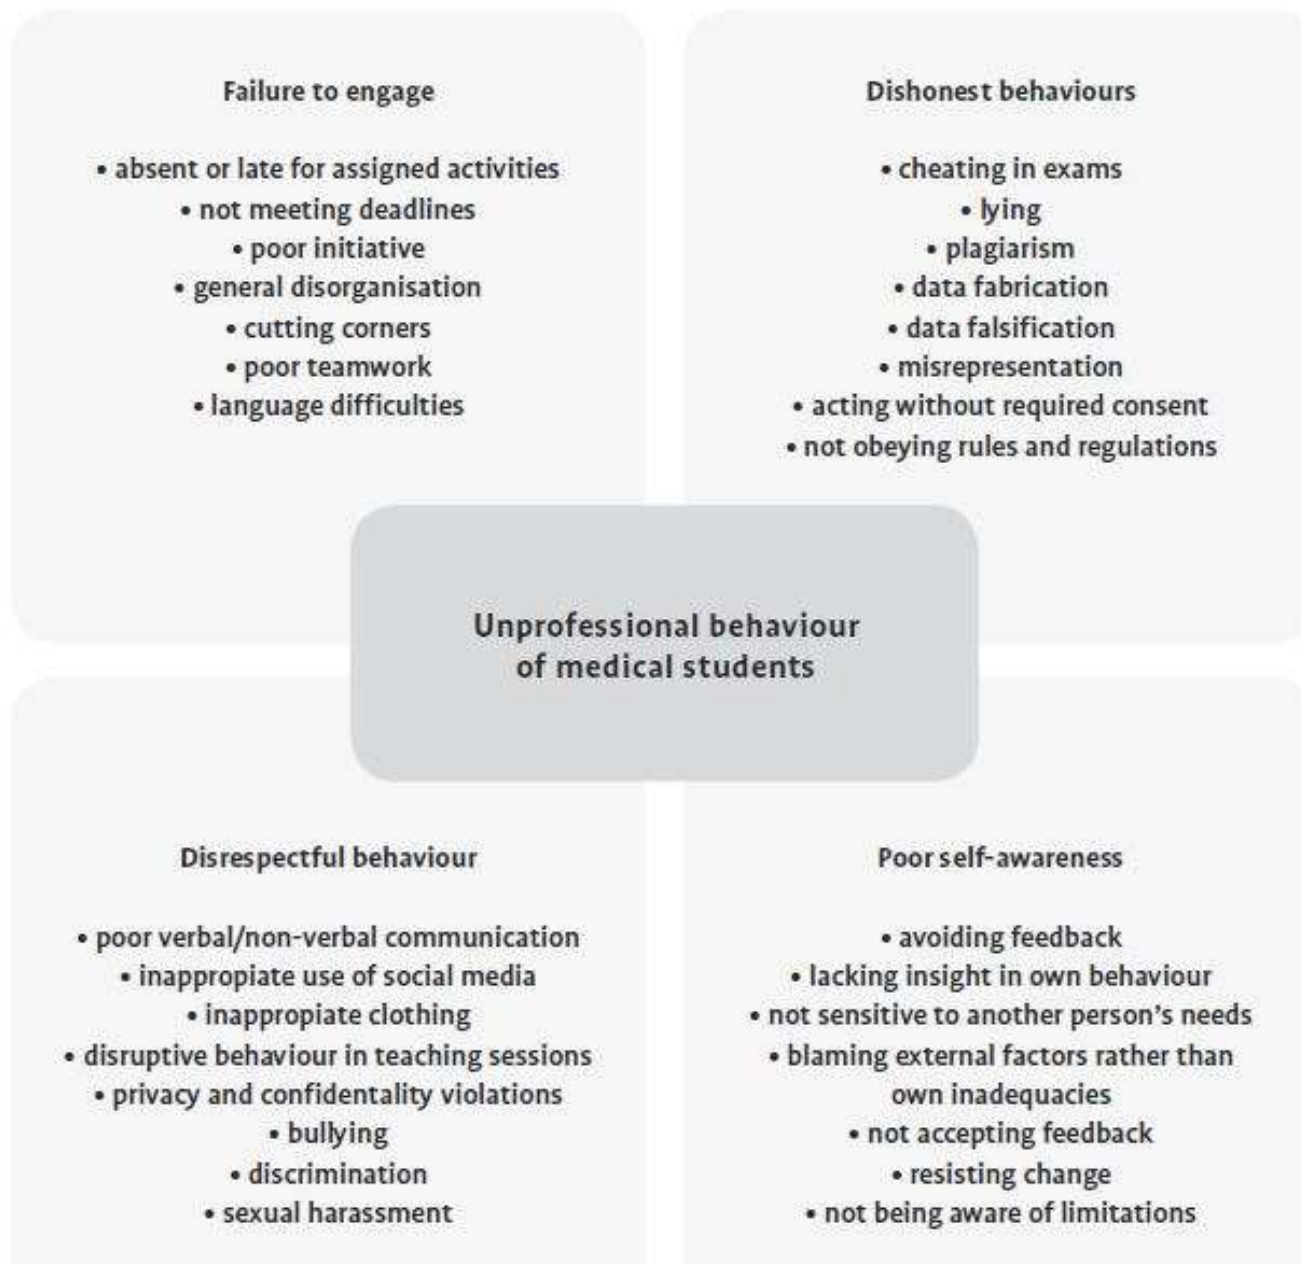 Failure to engage
• absent or late for assigned activities
• not meeting deadlines
• poor initiative
• general disorganisation
• cutting corners
• poor teamwork
• language difficulties
Dishonest behaviours
• cheating in exams
• lying
• plagiarism
• data fabrication
• data falsification
• misrepresentation
• acting without required consent
• not obeying rules and regulations
Unprofessional behaviour
of medical students
Disrespectful behaviour
• poor verbal/non-verbal communication
• inappropiate use of social media
• inappropiate clothing
• disruptive behaviour in teaching sessions
• privacy and confidentality violations
• bullying
• discrimination
• sexual harassment
Poor self-awareness
• avoiding feedback
• lacking insight in own behaviour
• not sensitive to another person's needs
• blaming external factors rather than
own inadequacies
• not accepting feedback
• resisting change
• not being aware of limitations